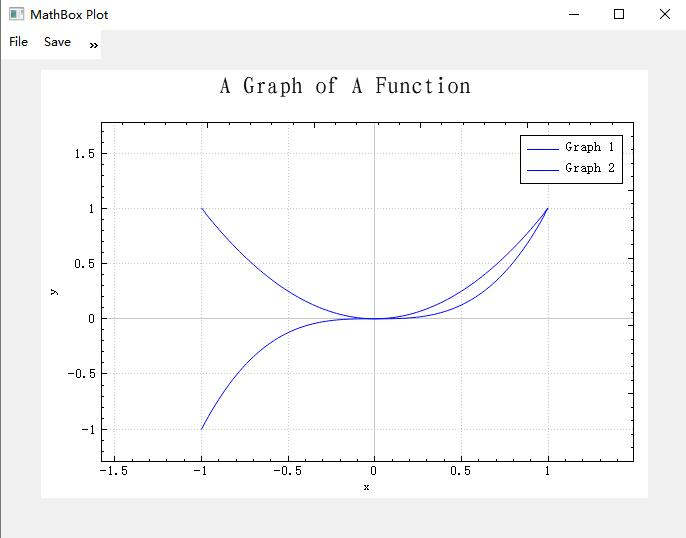 MathBox Plot
File Save »
A Graph of A Function
Graph 1
Graph 2
1.5
1
0.5
0
-0.5
-1
y
-1.5 -1 -0.5 0 0.5 1
x